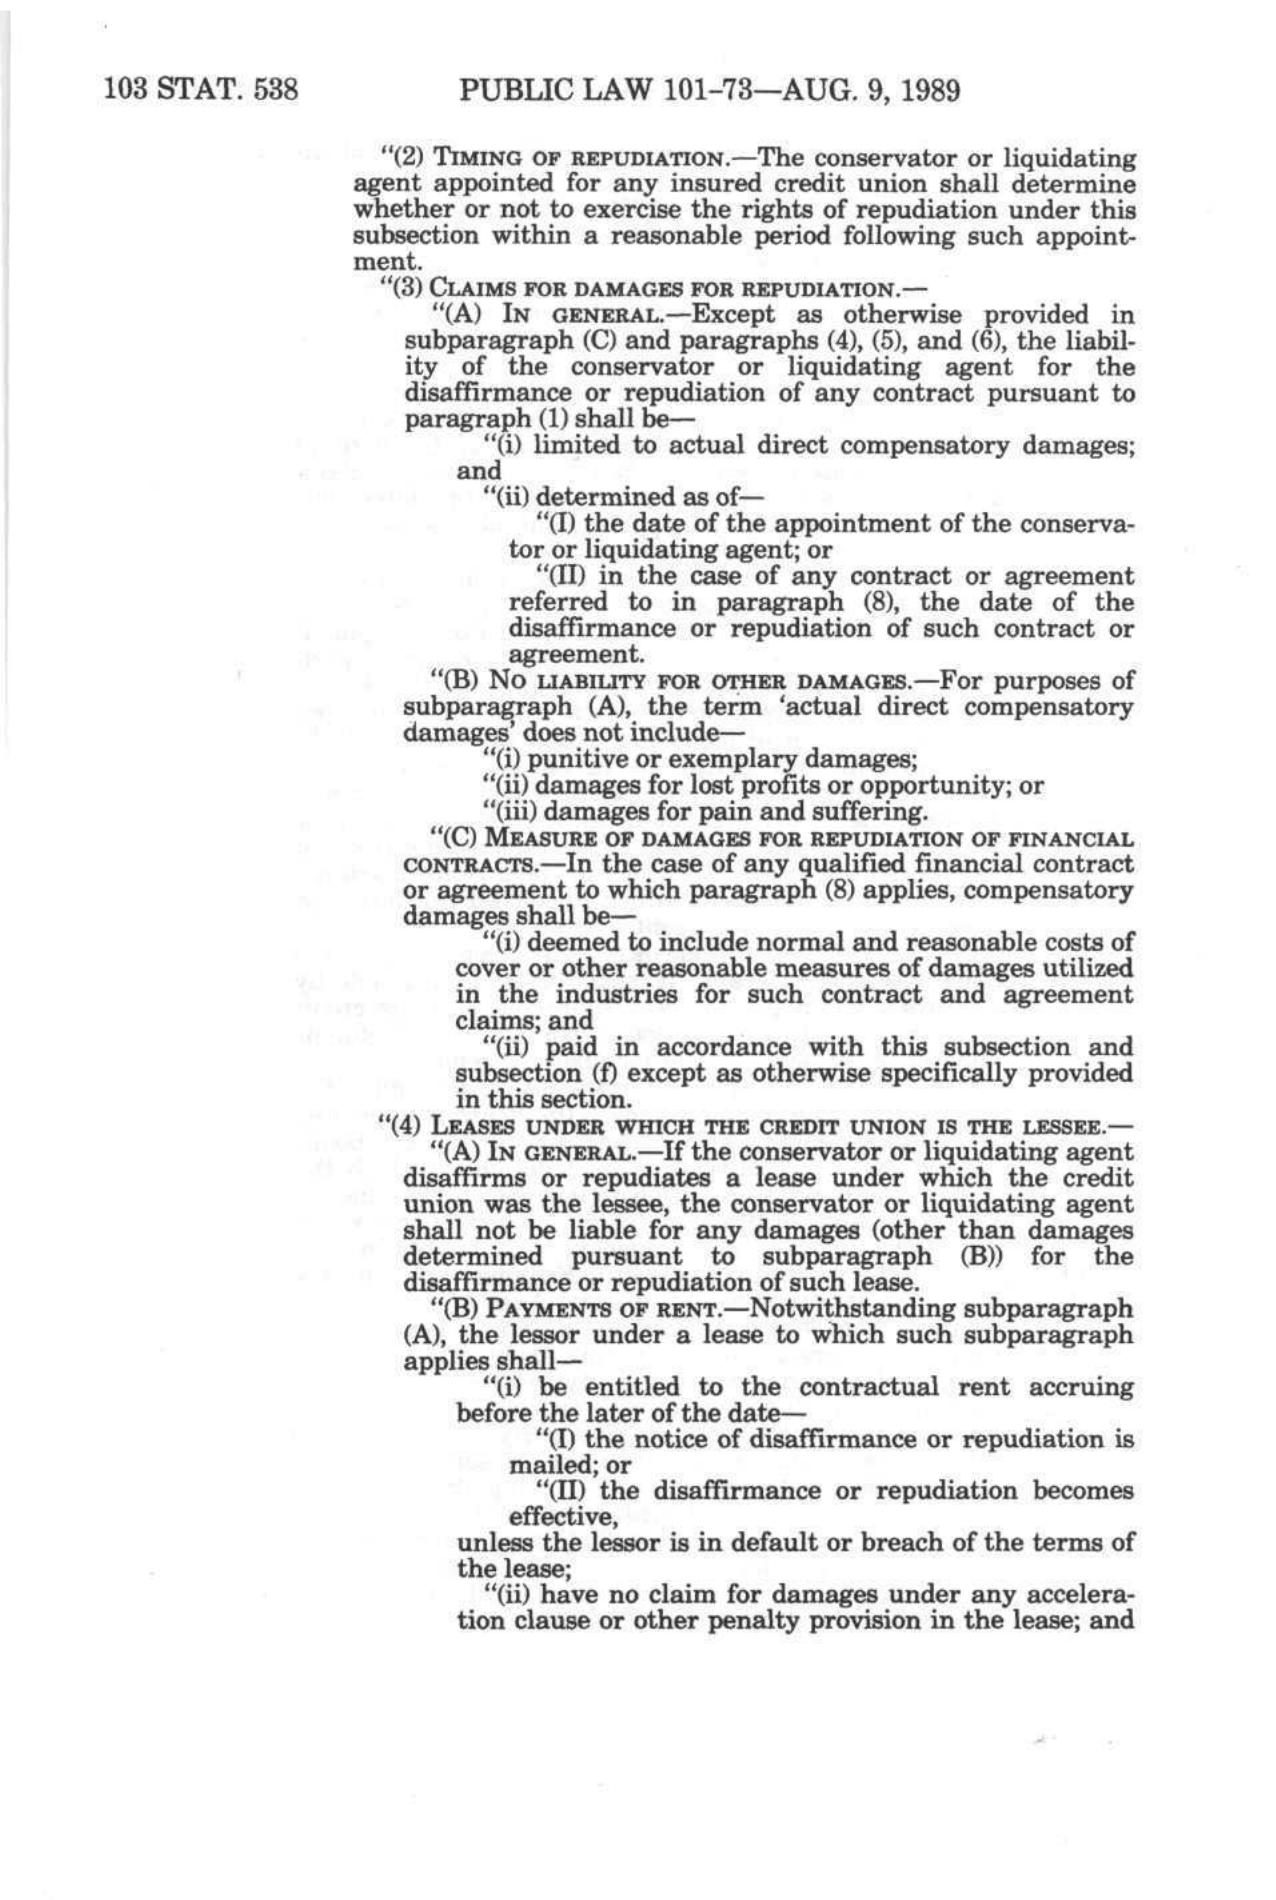 103 STAT. 538 PUBLIC LAW 101-73—AUG. 9, 1989
"(2) TIMING OF REPUDIATION.—The conservator or liquidating
agent appointed for any insured credit union shall determine
whether or not to exercise the rights of repudiation under this
subsection within a reasonable period following such appoint-
ment.
"(3) CLAIMS FOR DAMAGES FOR REPUDIATION.—
"(A) IN GENERAL.—Except as otherwise provided in
subparagraph (C) and paragraphs (4), (5), and (6), the liabil-
ity of the conservator or liquidating agent for the
disaffirmance or repudiation of any contract pursuant to
paragraph (1) shall be—
"(i) limited to actual direct compensatory damages;
and
"(ii) determined as of—
"(I) the date of the appointment of the conserva-
tor or liquidating agent; or
"(II) in the case of any contract or agreement
referred to in paragraph (8), the date of the
disaffirmance or repudiation of such contract or
agreement.
"(B) NO LIABILITY FOR OTHER DAMAGES.—For purposes of
subparagraph (A), the term 'actual direct compensatory
damages' does not include—
"(i) punitive or exemplary damages;
"(ii) damages for lost profits or opportunity; or
"(iii) damages for pain and suffering.
"(C) MEASURE OF DAMAGES FOR REPUDIATION OF FINANCIAL
CONTRACTS.—In the case of any qualified financial contract
or agreement to which paragraph (8) applies, compensatory
damages shall be—
"(i) deemed to include normal and reasonable costs of
cover or other reasonable measures of damages utilized
in the industries for such contract and agreement
claims; and
"(ii) paid in accordance with this subsection and
subsection (f) except as otherwise specifically provided
in this section.
"(4) LEASES UNDER WHICH THE CREDIT UNION IS THE LESSEE.—
"(A) IN GENERAL.—If the conservator or liquidating agent
disaffirms or repudiates a lease under which the credit
union was the lessee, the conservator or liquidating agent
shall not be liable for any damages (other than damages
determined pursuant to subparagraph (B)) for the
disaffirmance or repudiation of such lease.
"(B) PAYMENTS OF RENT.—Notwithstanding subparagraph
(A), the lessor under a lease to which such subparagraph
applies shall—
"(i) be entitled to the contractual rent accruing
before the later of the date—
"(I) the notice of disaffirmance or repudiation is
mailed; or
"(II) the disaffirmance or repudiation becomes
effective,
unless the lessor is in default or breach of the terms of
the lease;
"(ii) have no claim for damages under any accelera-
tion clause or other penalty provision in the lease; and